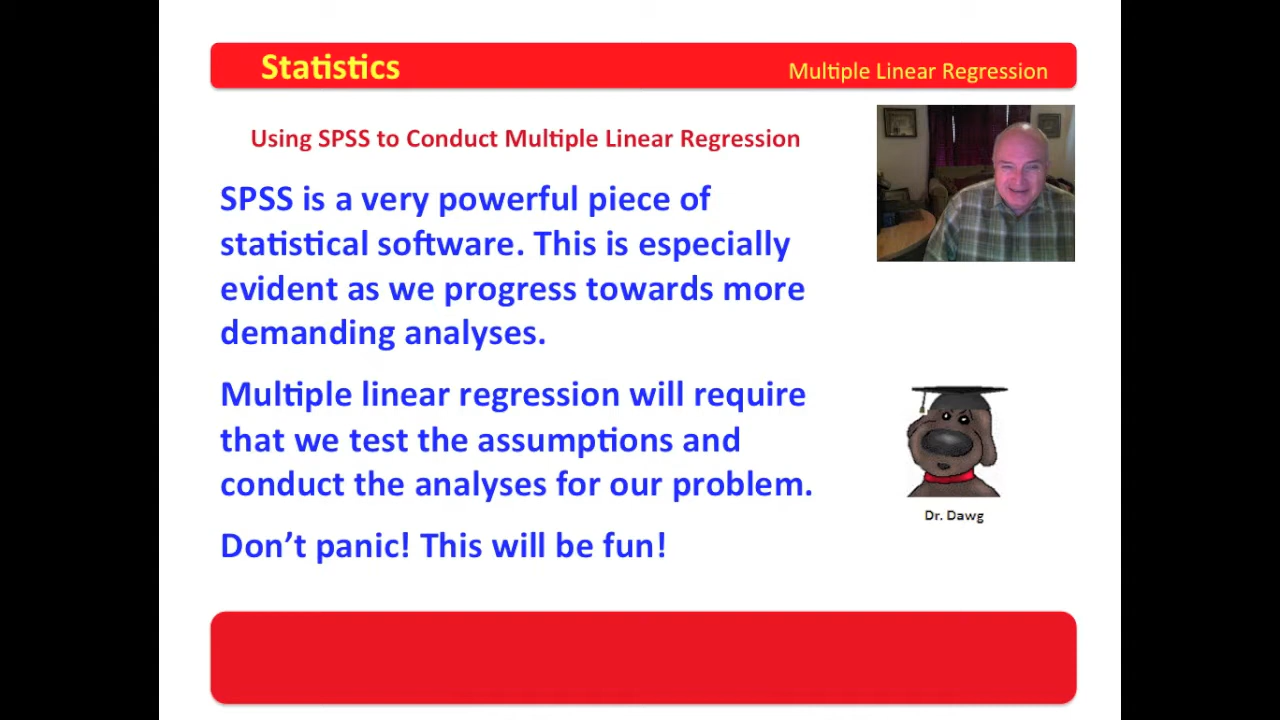 Statistics
Multiple Linear Regression
Using SPSS to Conduct Multiple Linear Regression
SPSS is a very powerful piece of
statistical software. This is especially
evident as we progress towards more
demanding analyses.
Multiple linear regression will require
that we test the assumptions and
conduct the analyses for our problem.
Don’t panic! This will be fun!
Dr. Dawg